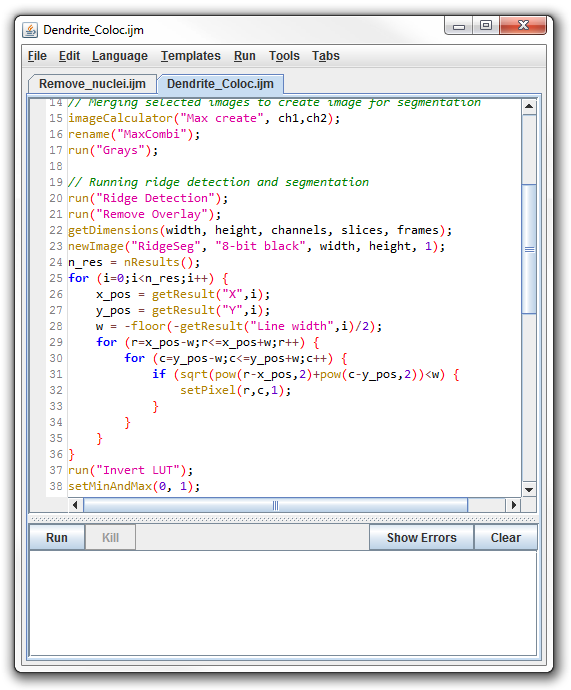 Dendrite_Coloc.ijm
File Edit Language Templates Run Tools Tabs
Remove_nuclei.ijm Dendrite_Coloc.ijm
14 // Merging selected images to create image for segmentation
15 imageCalculator("Max create", ch1,ch2);
16 rename("MaxCombi");
17 run("Grays");
18
19 // Running ridge detection and segmentation
20 run("Ridge Detection");
21 run("Remove Overlay");
22 getDimensions(width, height, channels, slices, frames);
23 newImage("RidgeSeg", "8-bit black", width, height, 1);
24 n_res = nResults();
25 for (i=0;i<n_res;i++) {
26     x_pos = getResult("X",i);
27     y_pos = getResult("Y",i);
28     w = -floor(-getResult("Line width",i)/2);
29     for (r=x_pos-w;r<=x_pos+w;r++) {
30         for (c=y_pos-w;c<=y_pos+w;c++) {
31             if (sqrt(pow(r-x_pos,2)+pow(c-y_pos,2))<w) {
32                 setPixel(r,c,1);
33             }
34         }
35     }
36 }
37 run("Invert LUT");
38 setMinAndMax(0, 1);
Run Kill Show Errors Clear